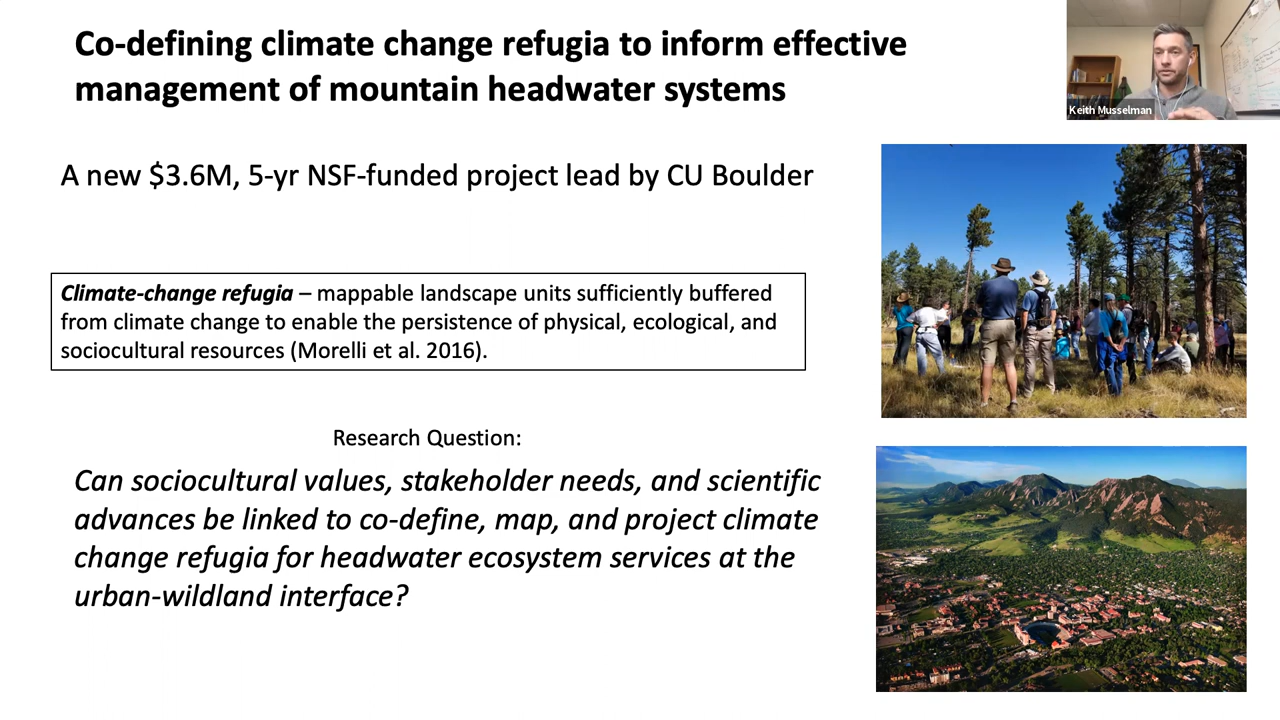 Co-defining climate change refugia to inform effective
management of mountain headwater systems
Keith Musselman
A new $3.6M, 5-yr NSF-funded project lead by CU Boulder
Climate-change refugia – mappable landscape units sufficiently buffered
from climate change to enable the persistence of physical, ecological, and
sociocultural resources (Morelli et al. 2016).
Research Question:
Can sociocultural values, stakeholder needs, and scientific
advances be linked to co-define, map, and project climate
change refugia for headwater ecosystem services at the
urban-wildland interface?